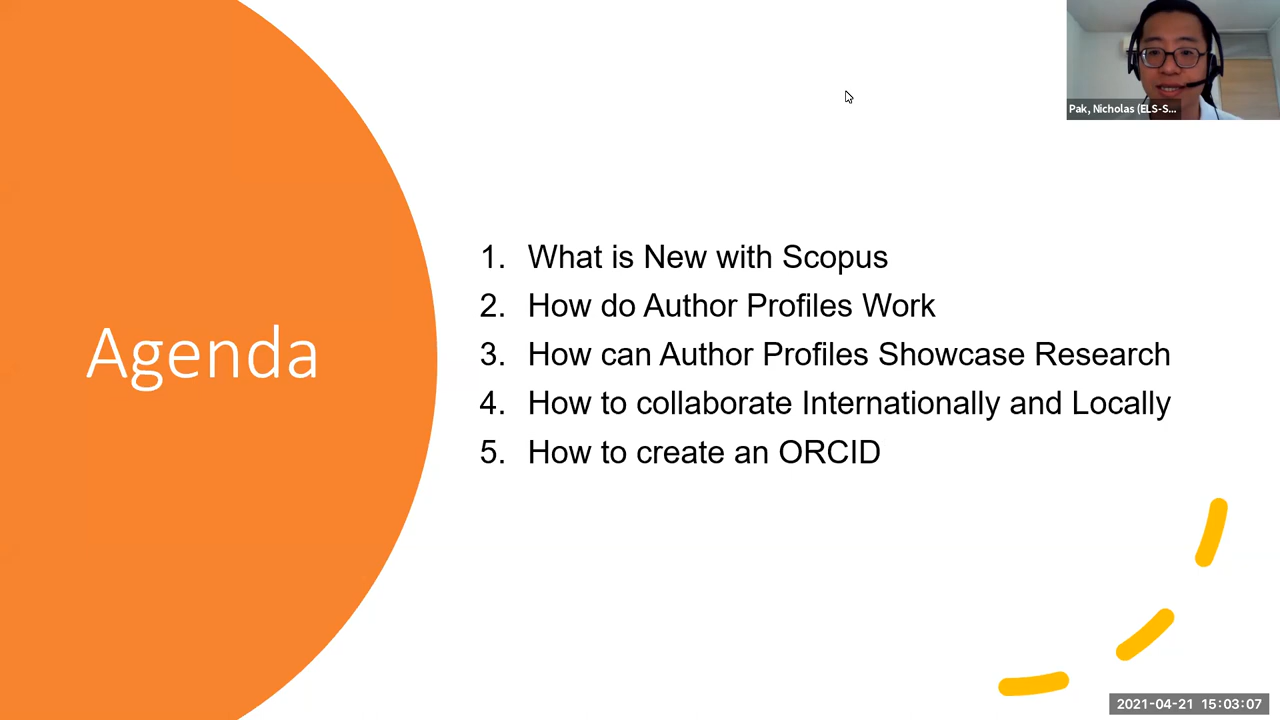 Pak, Nicholas (ELS-S...
Agenda
1. What is New with Scopus
2. How do Author Profiles Work
3. How can Author Profiles Showcase Research
4. How to collaborate Internationally and Locally
5. How to create an ORCID
2021-04-21 15:03:07